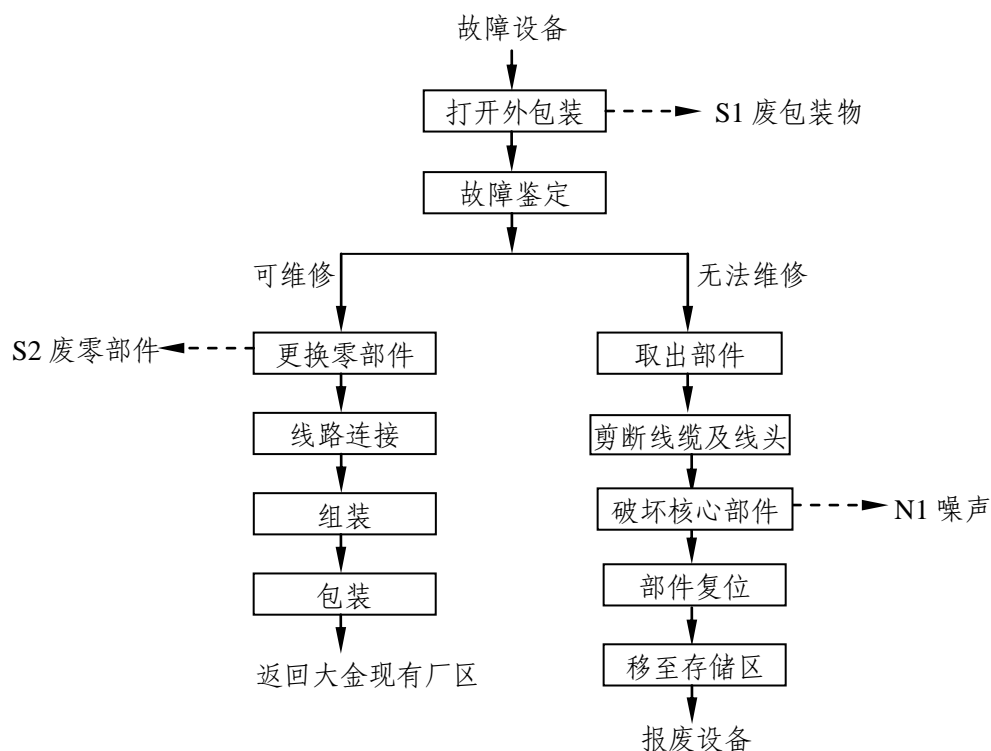 故障设备
打开外包装
S1 废包装物
故障鉴定
可维修
无法维修
S2 废零部件
更换零部件
取出部件
线路连接
剪断线缆及线头
组装
破坏核心部件
N1 噪声
包装
部件复位
返回大金现有厂区
移至存储区
报废设备